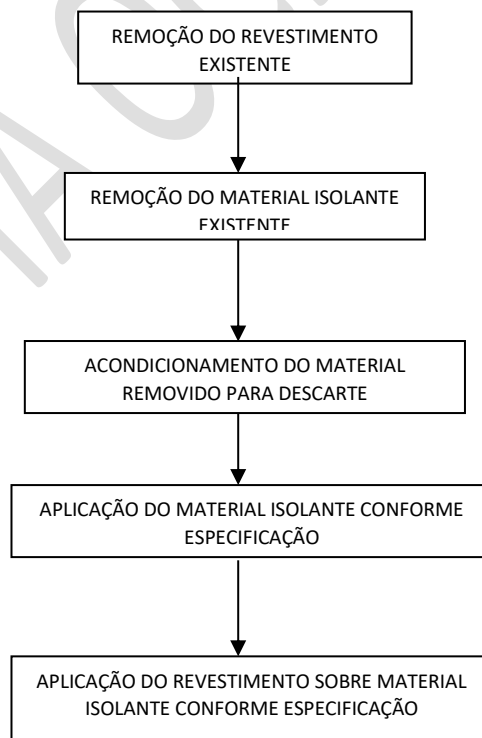 REMOÇÃO DO REVESTIMENTO
EXISTENTE
REMOÇÃO DO MATERIAL ISOLANTE
EXISTENTE
ACONDICIONAMENTO DO MATERIAL
REMOVIDO PARA DESCARTE
APLICAÇÃO DO MATERIAL ISOLANTE CONFORME
ESPECIFICAÇÃO
APLICAÇÃO DO REVESTIMENTO SOBRE MATERIAL
ISOLANTE CONFORME ESPECIFICAÇÃO